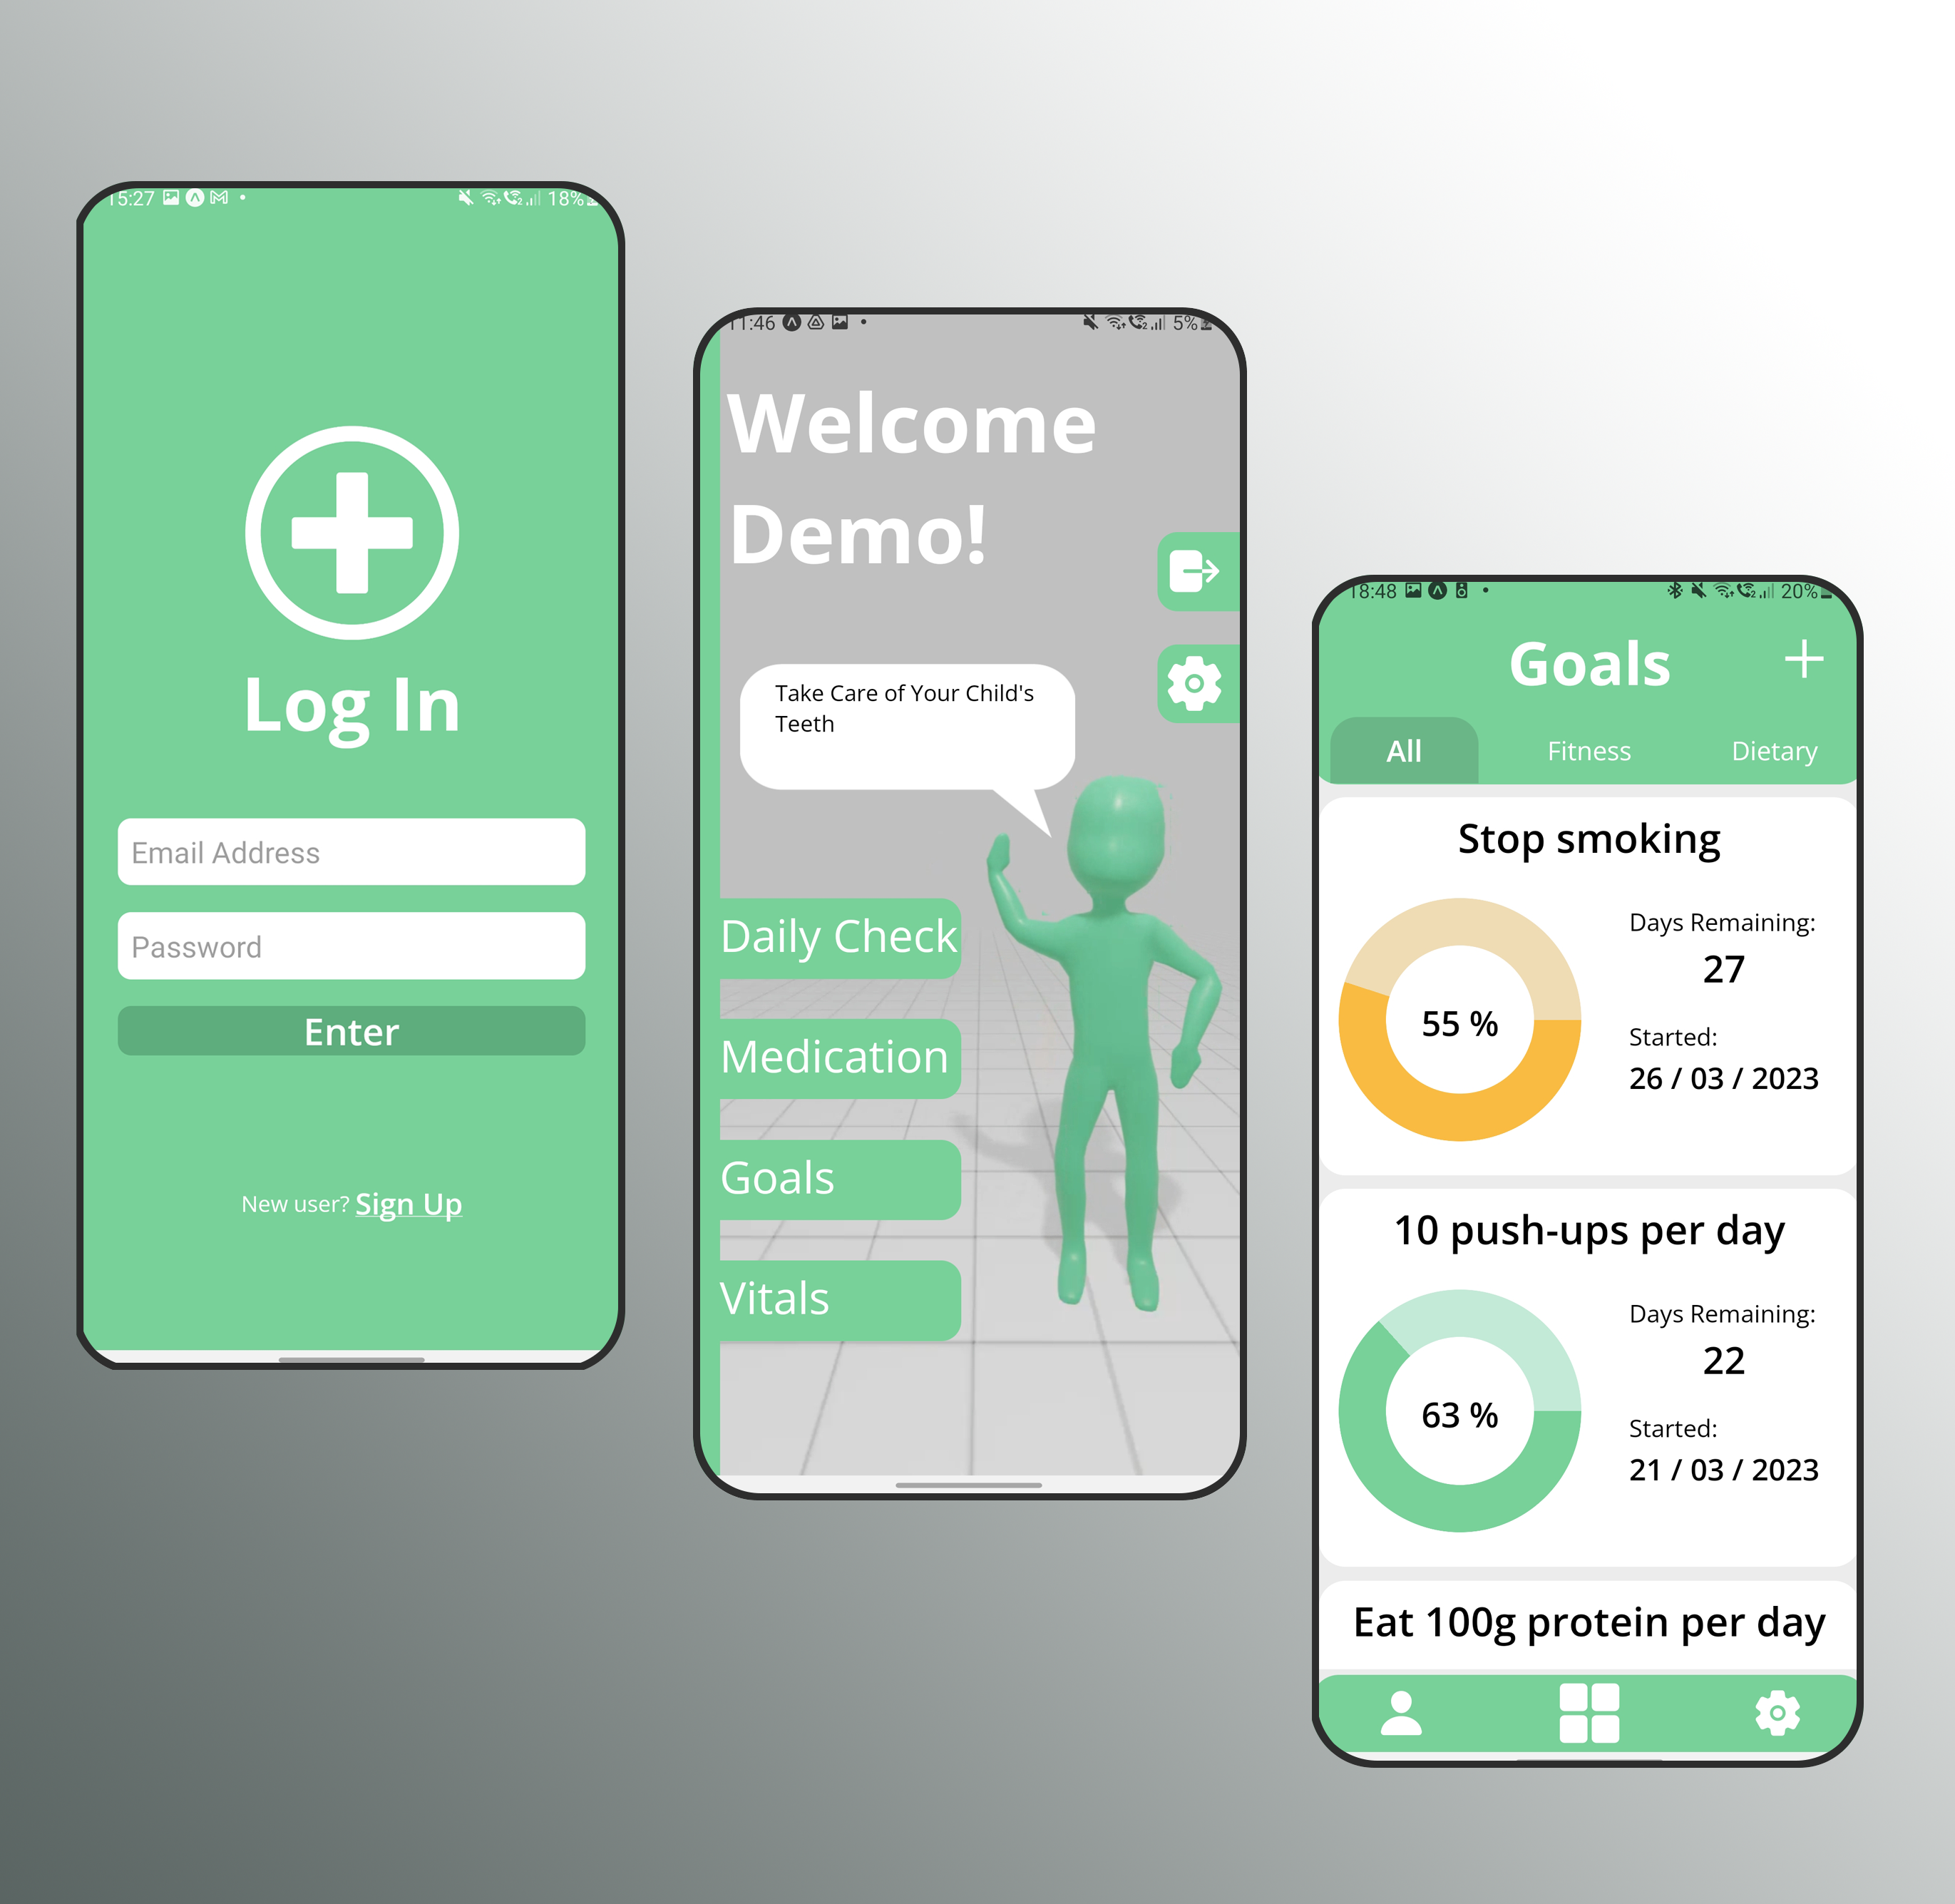 15:27
18%
Log In
Email Address
Password
Enter
New user? Sign Up
11:46
5%
Welcome
Demo!
Take Care of Your Child's
Teeth
Daily Check
Medication
Goals
Vitals
18:48
20%
Goals
All
Fitness
Dietary
Stop smoking
55 %
Days Remaining:
27
Started:
26 / 03 / 2023
10 push-ups per day
63 %
Days Remaining:
22
Started:
21 / 03 / 2023
Eat 100g protein per day